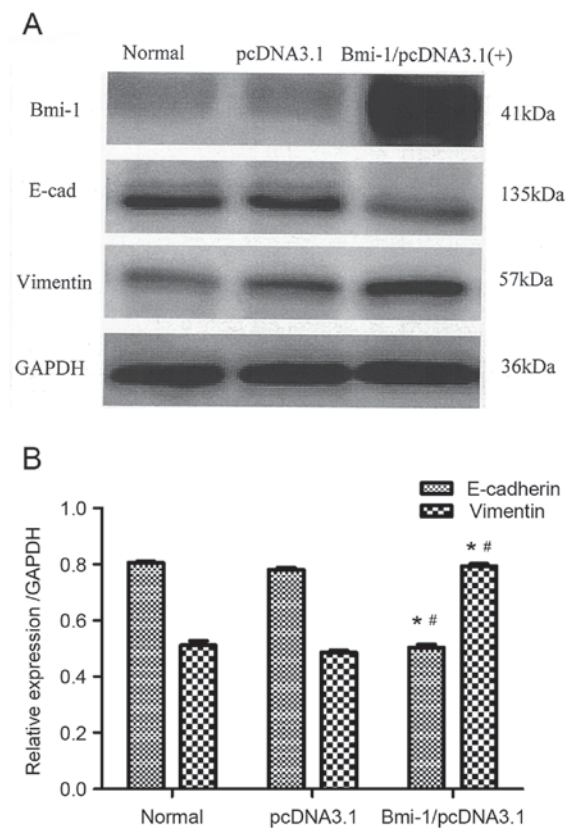 A
Normal pcDNA3.1 Bmi-1/pcDNA3.1(+)
Bmi-1 41kDa
E-cad 135kDa
Vimentin 57kDa
GAPDH 36kDa
B
E-cadherin
Vimentin
Relative expression /GAPDH
1.0
0.8
0.6
0.4
0.2
0.0
* #
* #
Normal pcDNA3.1 Bmi-1/pcDNA3.1